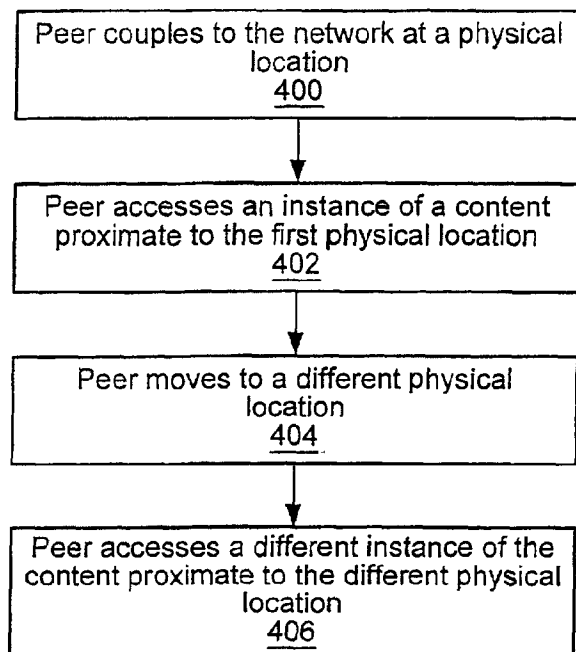 Peer couples to the network at a physical
location
400
Peer accesses an instance of a content
proximate to the first physical location
402
Peer moves to a different physical
location
404
Peer accesses a different instance of the
content proximate to the different physical
location
406